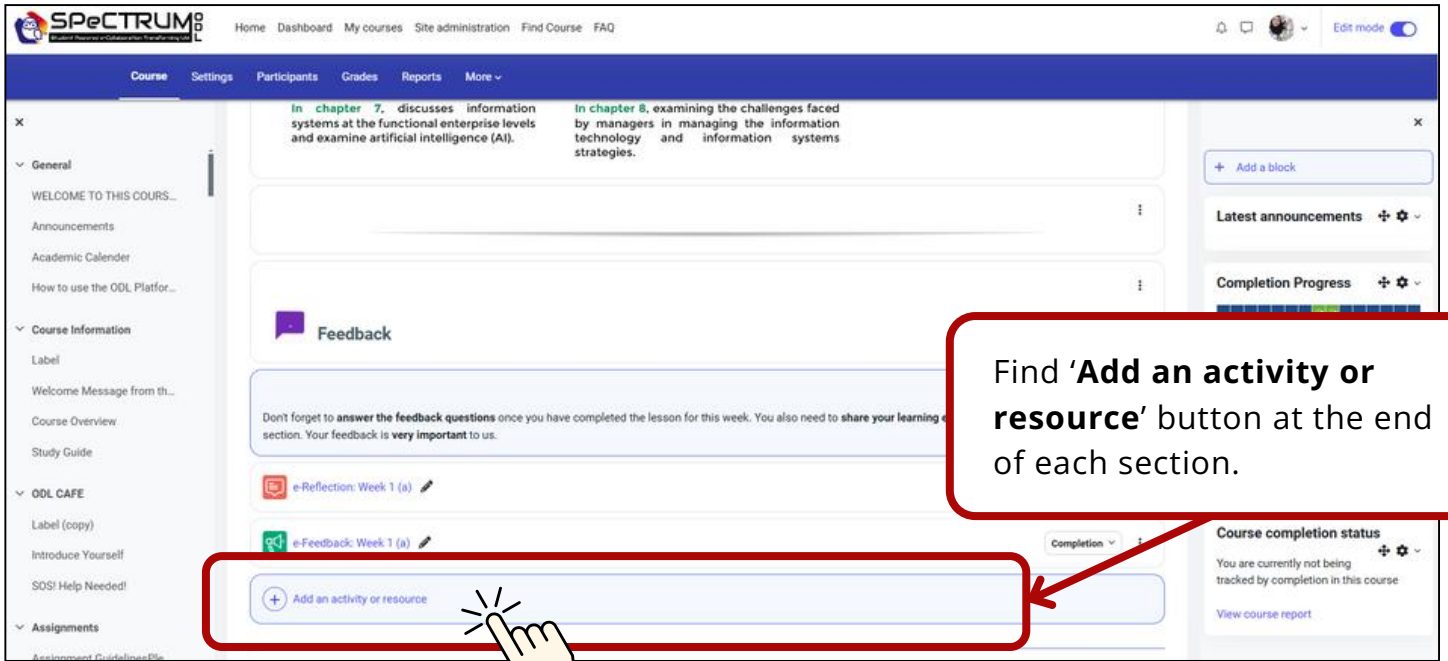 SPeCTRUM ODL
Home Dashboard My courses Site administration Find Course FAQ
Edit mode
Course Settings Participants Grades Reports More
In chapter 7, discusses information
systems at the functional enterprise levels
and examine artificial intelligence (AI).
In chapter 8, examining the challenges faced
by managers in managing the information
technology and information systems
strategies.
General
WELCOME TO THIS COURS...
Announcements
Academic Calender
How to use the ODL Platfor...
Course Information
Label
Welcome Message from th...
Course Overview
Study Guide
ODL CAFE
Label (copy)
Introduce Yourself
SOS! Help Needed!
Assignments
Assignment GuidelinesPle
Feedback
Don't forget to answer the feedback questions once you have completed the lesson for this week. You also need to share your learning e
section. Your feedback is very important to us.
e-Reflection: Week 1 (a)
e-Feedback: Week 1 (a)
Completion
+ Add an activity or resource
+ Add a block
Latest announcements
Completion Progress
Find ‘Add an activity or
resource’ button at the end
of each section.
Course completion status
You are currently not being
tracked by completion in this course
View course report